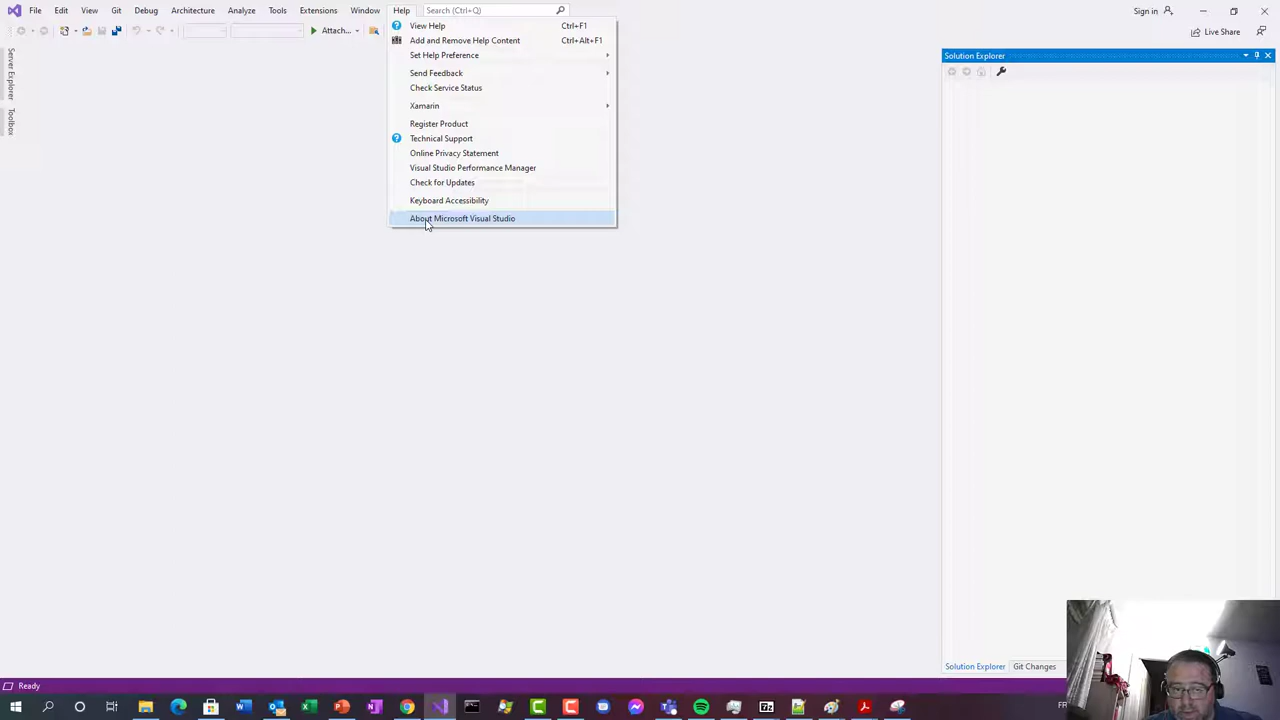 File Edit View Git Debug Architecture Analyze Tools Extensions Window Help Search (Ctrl+Q) Sign in
Attach... Live Share
View Help Ctrl+F1
Add and Remove Help Content Ctrl+Alt+F1
Set Help Preference
Send Feedback
Check Service Status
Xamarin
Register Product
Technical Support
Online Privacy Statement
Visual Studio Performance Manager
Check for Updates
Keyboard Accessibility
About Microsoft Visual Studio
Server Explorer
Toolbox
Solution Explorer
Solution Explorer Git Changes
Ready
FR